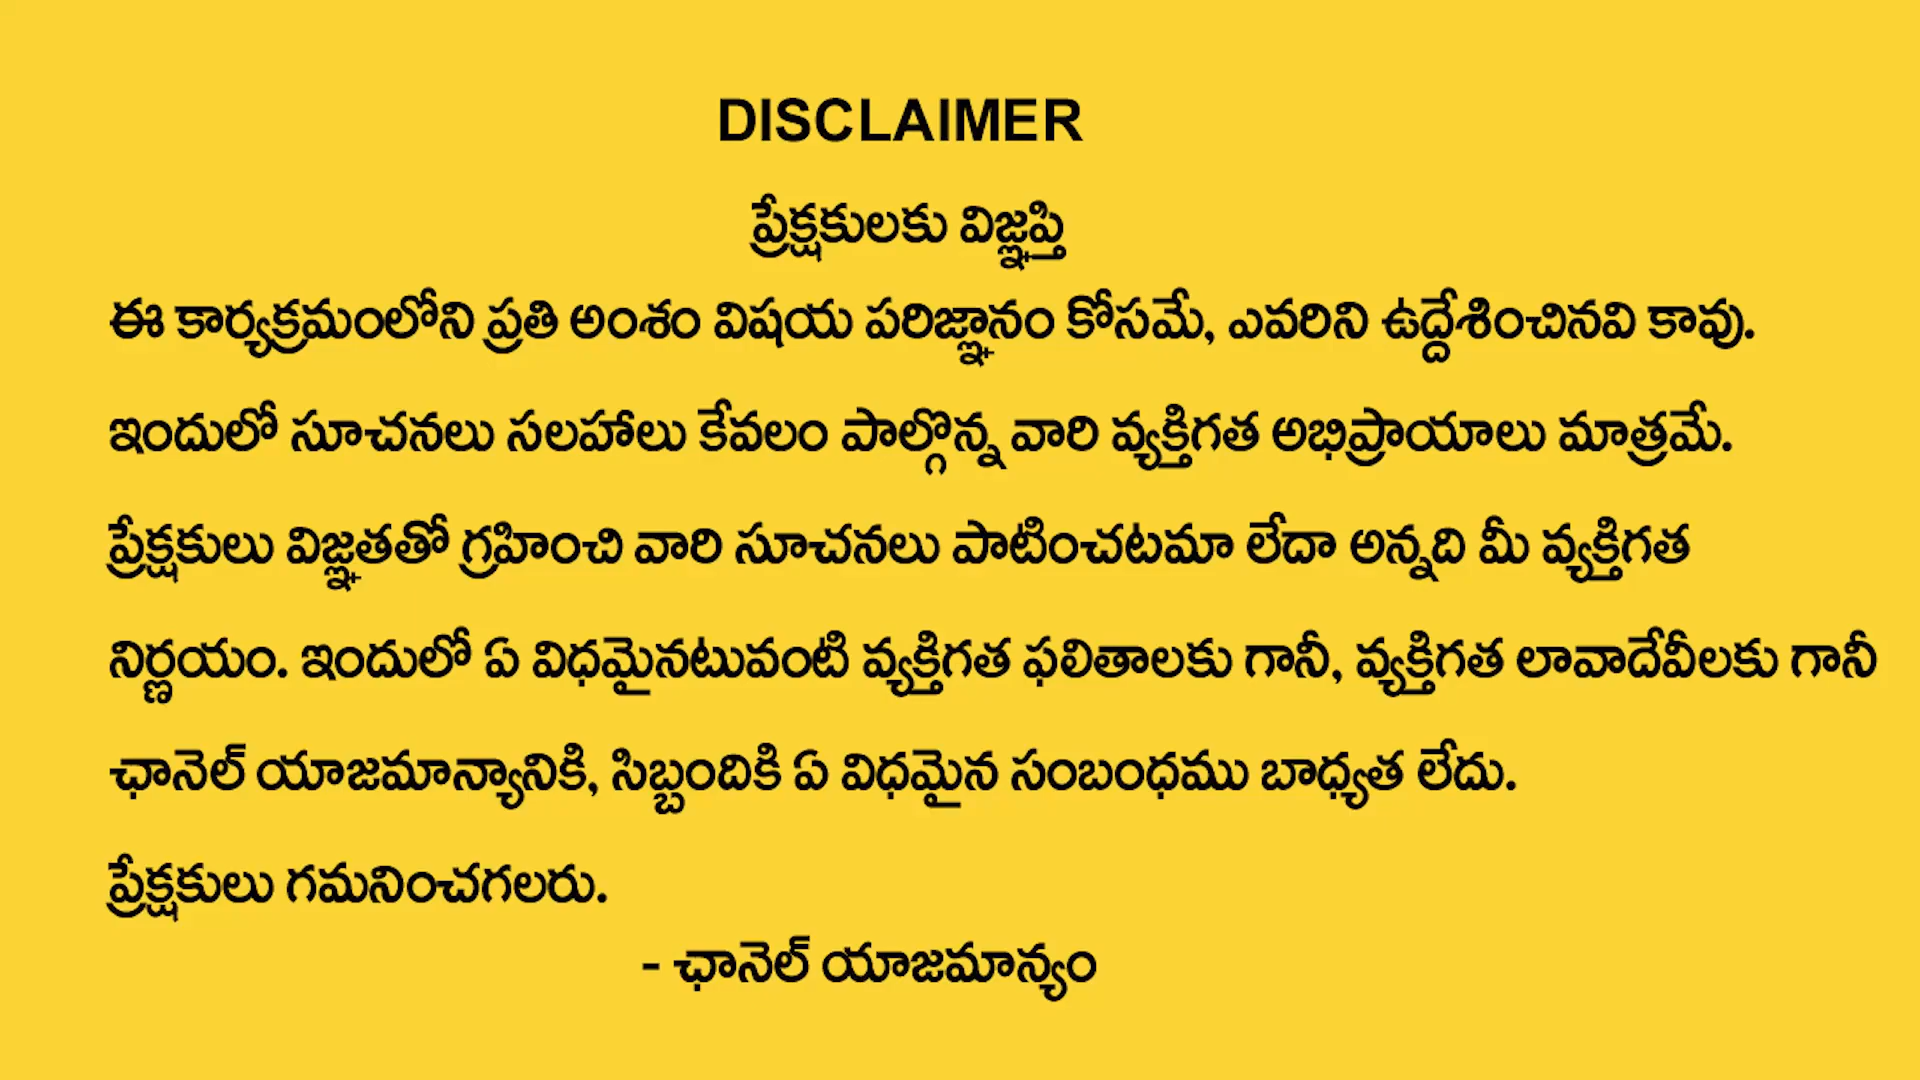 DISCLAIMER
ప్రేక్షకులకు విజ్ఞప్తి
ఈ కార్యక్రమంలోని ప్రతి అంశం విషయ పరిజ్ఞానం కోసమే, ఎవరిని ఉద్దేశించినవి కావు.
ఇందులో సూచనలు సలహాలు కేవలం పాల్గొన్న వారి వ్యక్తిగత అభిప్రాయాలు మాత్రమే.
ప్రేక్షకులు విజ్ఞతతో గ్రహించి వారి సూచనలు పాటించటమా లేదా అన్నది మీ వ్యక్తిగత
నిర్ణయం. ఇందులో ఏ విధమైనటువంటి వ్యక్తిగత ఫలితాలకు గానీ, వ్యక్తిగత లావాదేవీలకు గానీ
ఛానెల్ యాజమాన్యానికి, సిబ్బందికి ఏ విధమైన సంబంధము బాధ్యత లేదు.
ప్రేక్షకులు గమనించగలరు.
- ఛానెల్ యాజమాన్యం